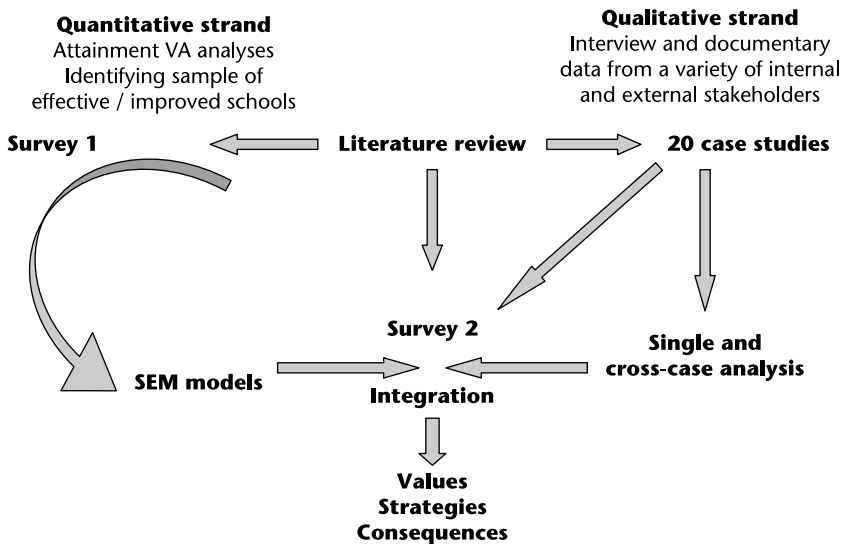 Quantitative strand
Attainment VA analyses
Identifying sample of
effective / improved schools
Qualitative strand
Interview and documentary
data from a variety of internal
and external stakeholders
Survey 1
Literature review
20 case studies
Survey 2
Single and
cross-case analysis
SEM models
Integration
Values
Strategies
Consequences